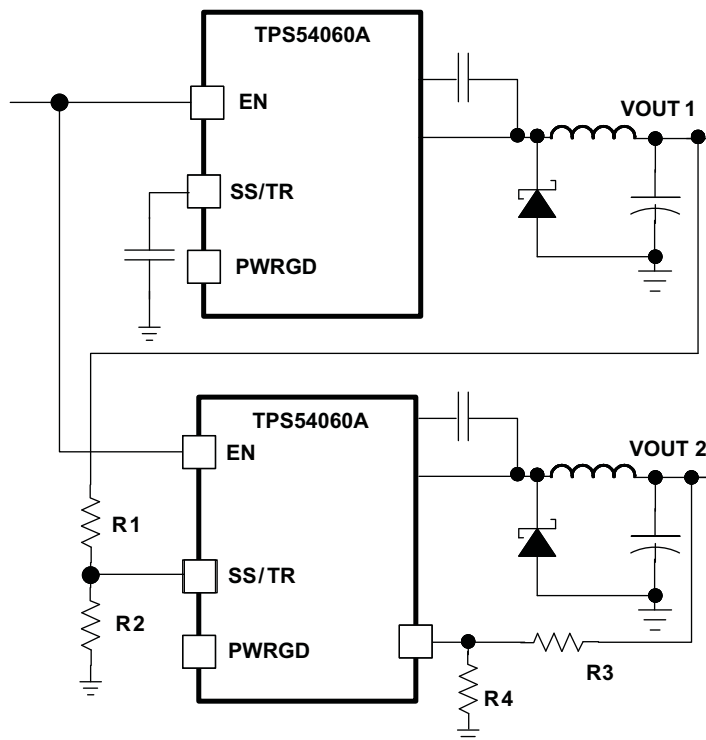 TPS54060A
EN
VOUT 1
SS/TR
PWRGD
TPS54060A
EN
VOUT 2
R1
SS/TR
R2
PWRGD
R3
R4